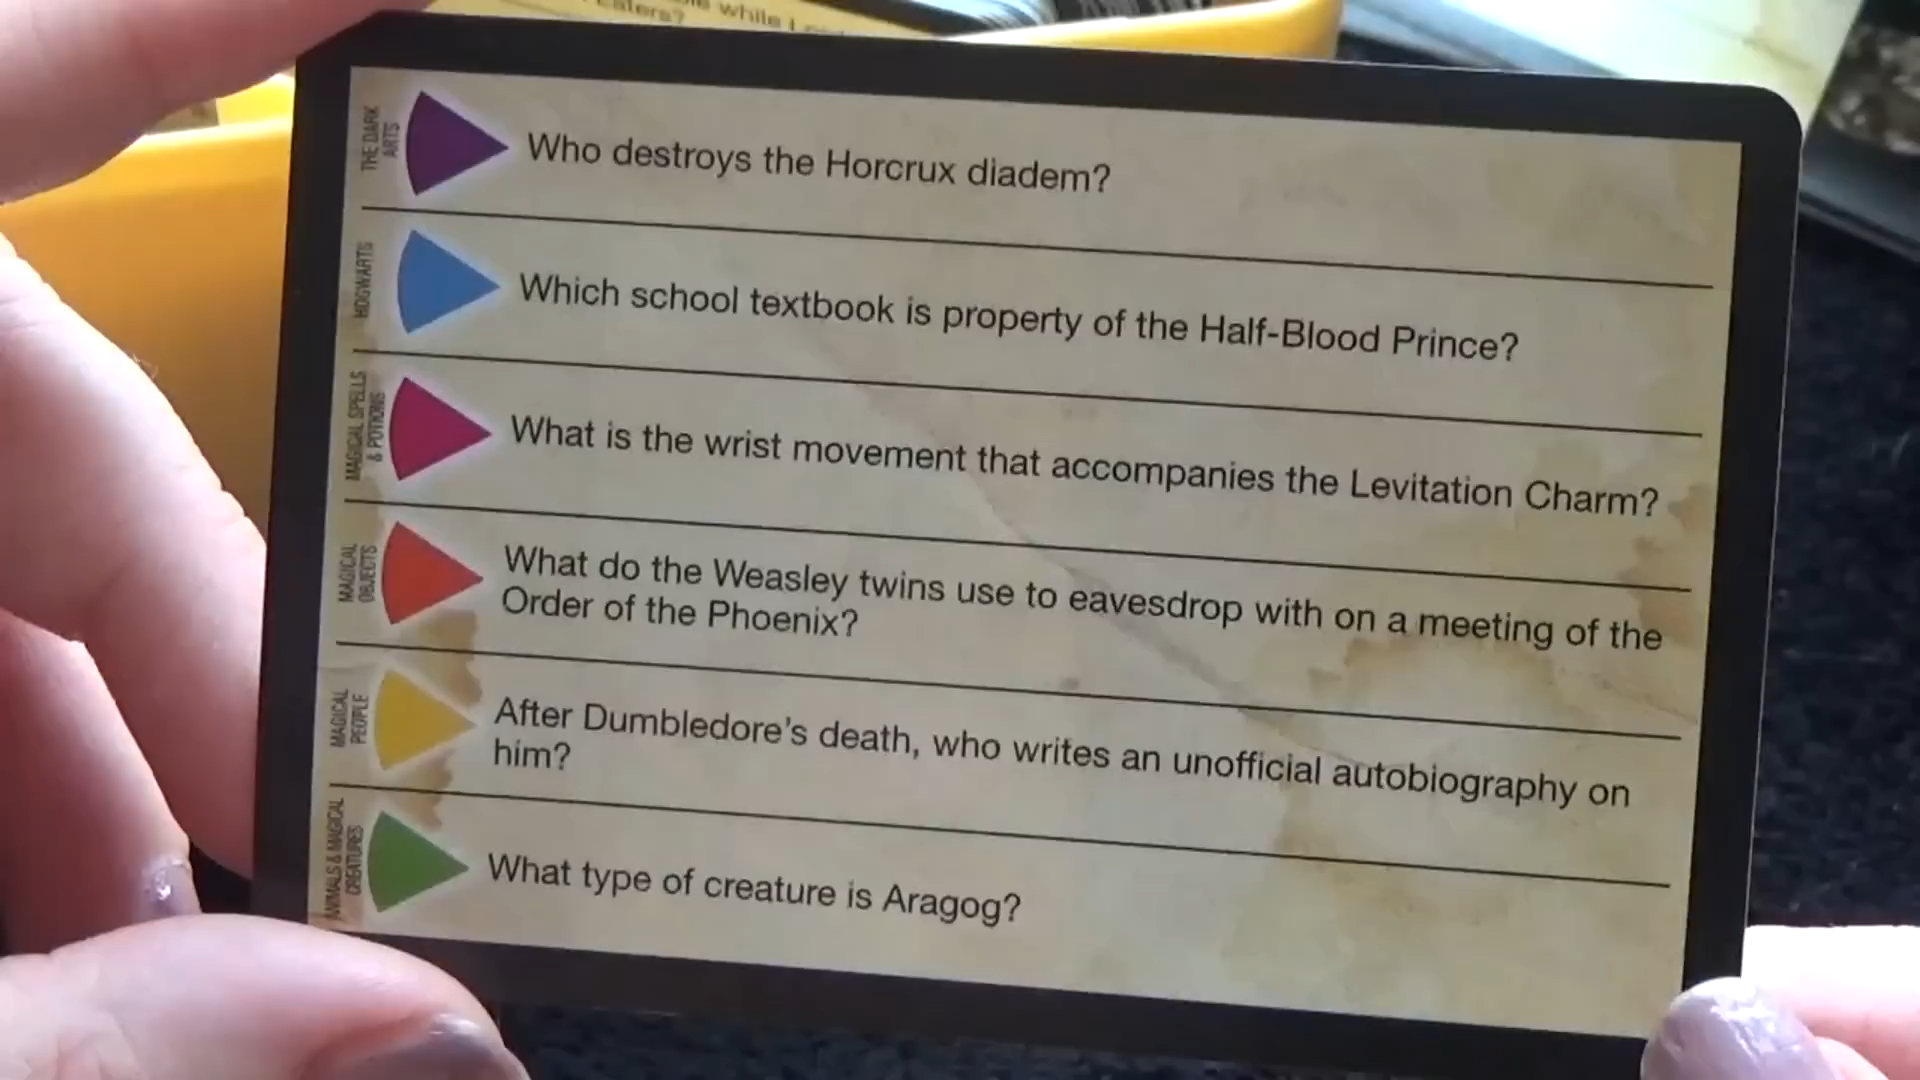 Eaters?
while I
THE DARK
ARTS
Who destroys the Horcrux diadem?
HOGWARTS
Which school textbook is property of the Half-Blood Prince?
MAGICAL SPELLS
& POTIONS
What is the wrist movement that accompanies the Levitation Charm?
MAGICAL
OBJECTS
What do the Weasley twins use to eavesdrop with on a meeting of the
Order of the Phoenix?
MAGICAL
PEOPLE
After Dumbledore's death, who writes an unofficial autobiography on
him?
ANIMALS & MAGICAL
CREATURES
What type of creature is Aragog?